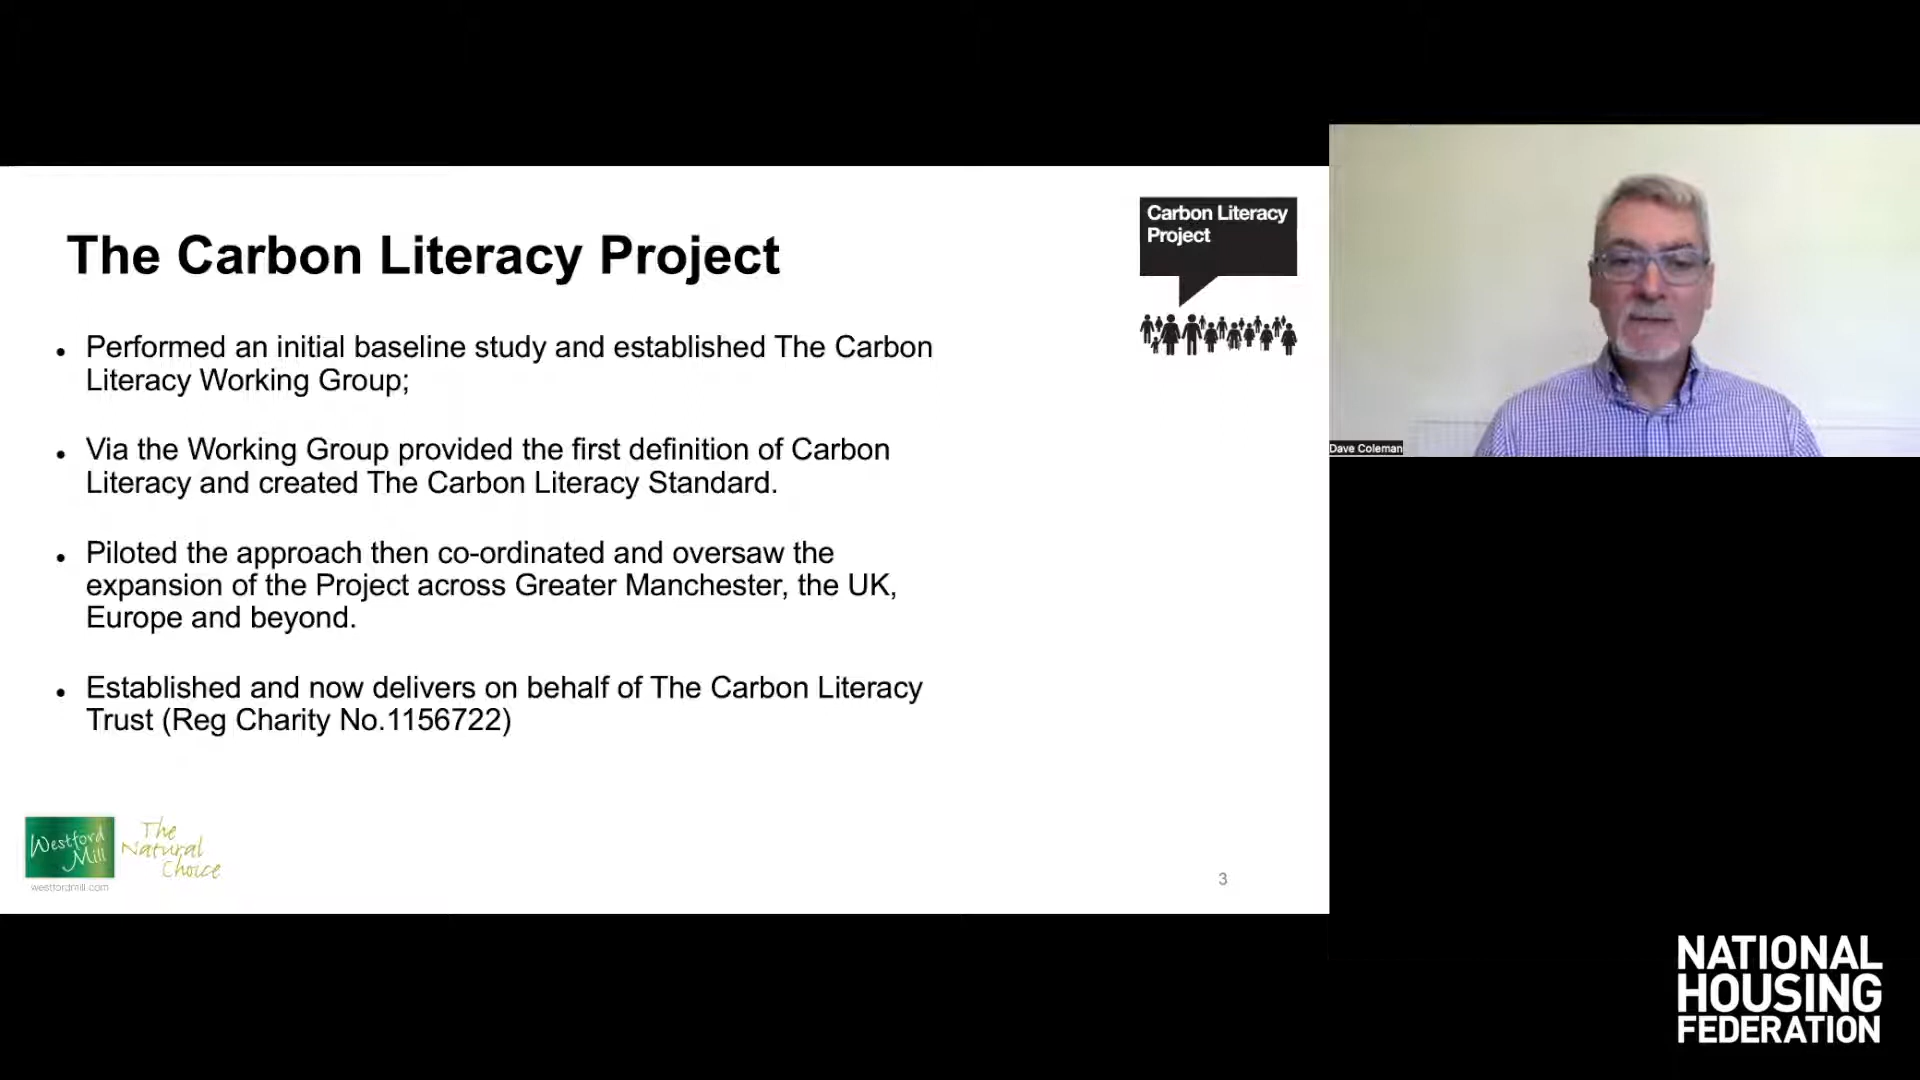 The Carbon Literacy Project
Carbon Literacy
Project
• Performed an initial baseline study and established The Carbon
Literacy Working Group;
• Via the Working Group provided the first definition of Carbon
Literacy and created The Carbon Literacy Standard.
• Piloted the approach then co-ordinated and oversaw the
expansion of the Project across Greater Manchester, the UK,
Europe and beyond.
• Established and now delivers on behalf of The Carbon Literacy
Trust (Reg Charity No.1156722)
Westford
Mill
westfordmill.com
The
Natural
Choice
3
Dave Coleman
NATIONAL
HOUSING
FEDERATION